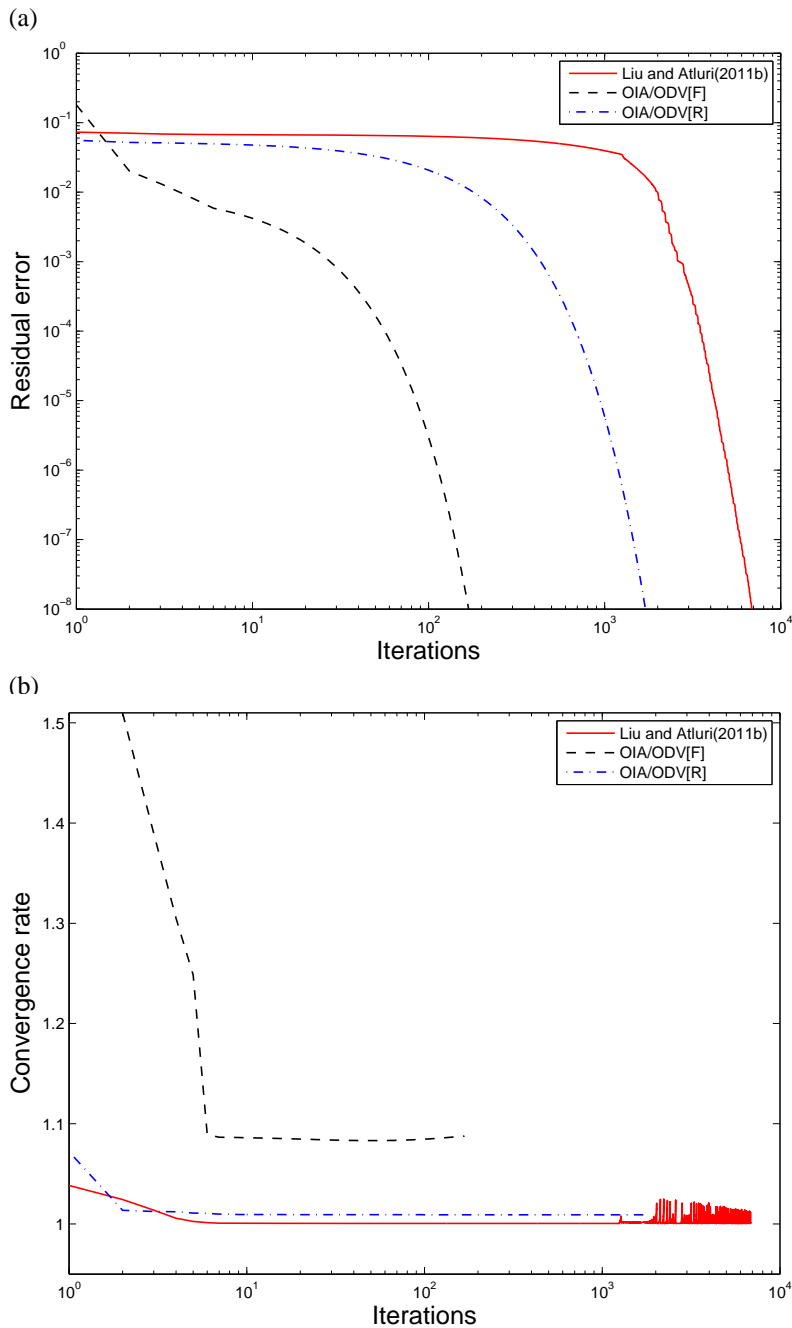 (a)
10^0
10^-1
10^-2
10^-3
10^-4
10^-5
10^-6
10^-7
10^-8
Residual error
Liu and Atluri(2011b)
OIA/ODV[F]
OIA/ODV[R]
10^0 10^1 10^2 10^3 10^4
Iterations
(b)
1.5
1.4
1.3
1.2
1.1
1
Convergence rate
Liu and Atluri(2011b)
OIA/ODV[F]
OIA/ODV[R]
10^0 10^1 10^2 10^3 10^4
Iterations